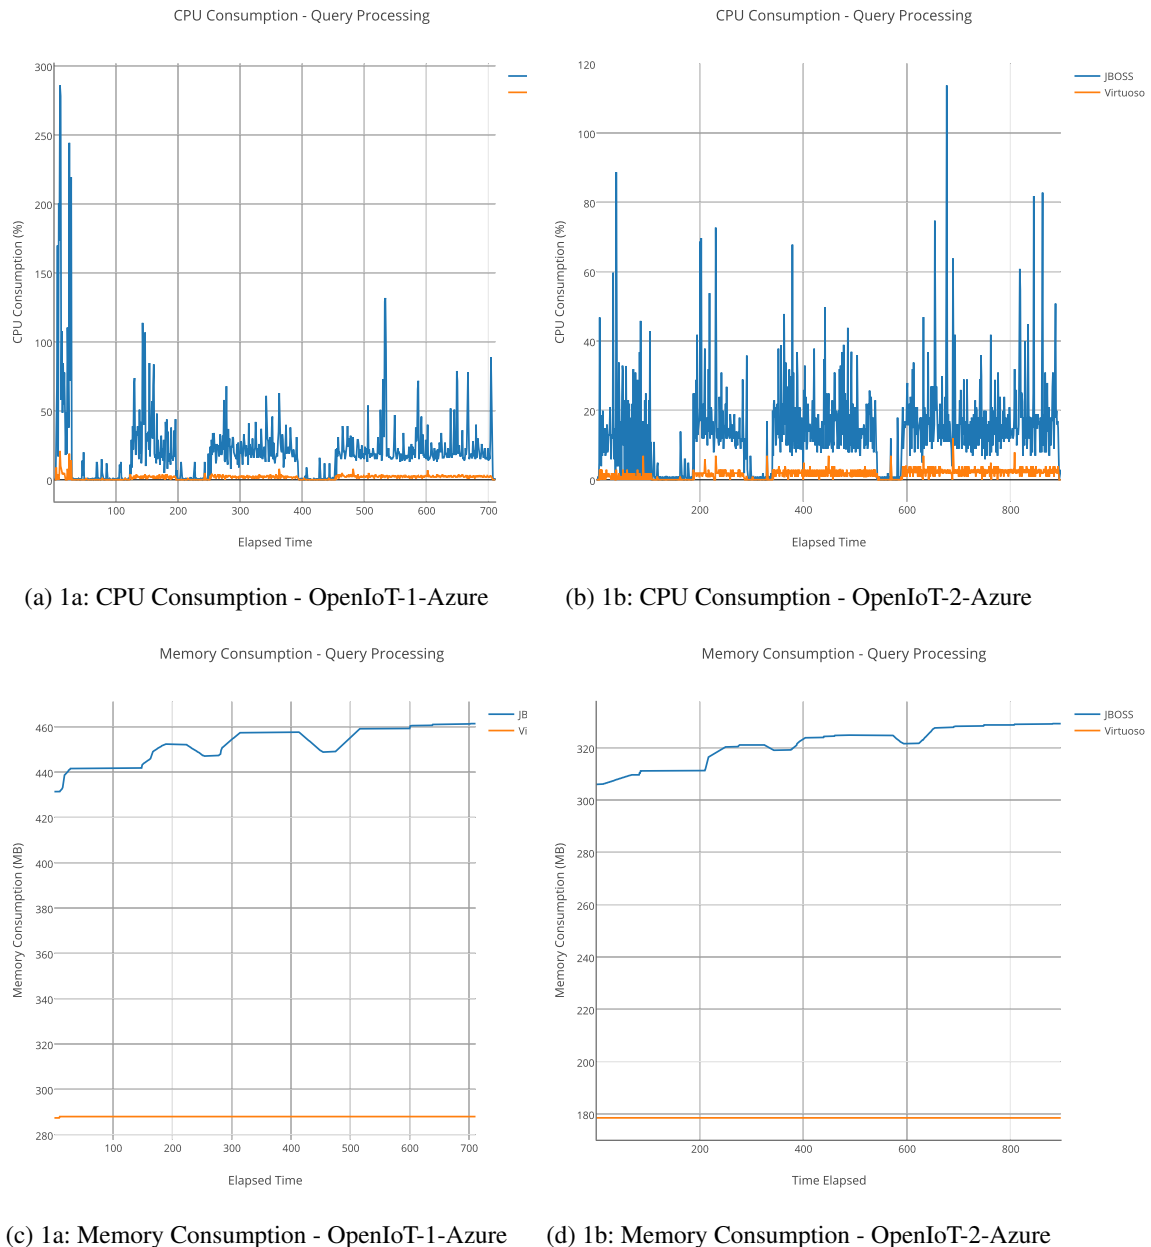 CPU Consumption - Query Processing
300
250
200
150
100
50
0
CPU Consumption (%)
100 200 300 400 500 600 700
Elapsed Time
(a) 1a: CPU Consumption - OpenIoT-1-Azure
CPU Consumption - Query Processing
120
100
80
60
40
20
0
CPU Consumption (%)
JBOSS
Virtuoso
200 400 600 800
Elapsed Time
(b) 1b: CPU Consumption - OpenIoT-2-Azure
Memory Consumption - Query Processing
460
440
420
400
380
360
340
320
300
280
Memory Consumption (MB)
JB
Vi
100 200 300 400 500 600 700
Elapsed Time
(c) 1a: Memory Consumption - OpenIoT-1-Azure
Memory Consumption - Query Processing
320
300
280
260
240
220
200
180
Memory Consumption (MB)
JBOSS
Virtuoso
200 400 600 800
Time Elapsed
(d) 1b: Memory Consumption - OpenIoT-2-Azure